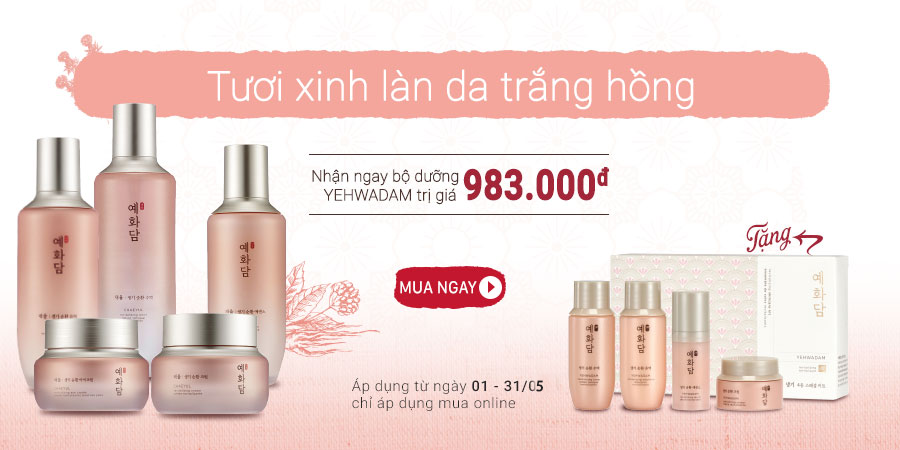 Tươi xinh làn da trắng hồng
Nhận ngay bộ dưỡng
YEHWADAM trị giá
983.000đ
Tặng
MUA NGAY
Áp dụng từ ngày 01 - 31/05
chỉ áp dụng mua online
예화담
예화담
예화담
예화담
예화담
예화담
YEHWADAM
예화담
예화담
예화담
예화담